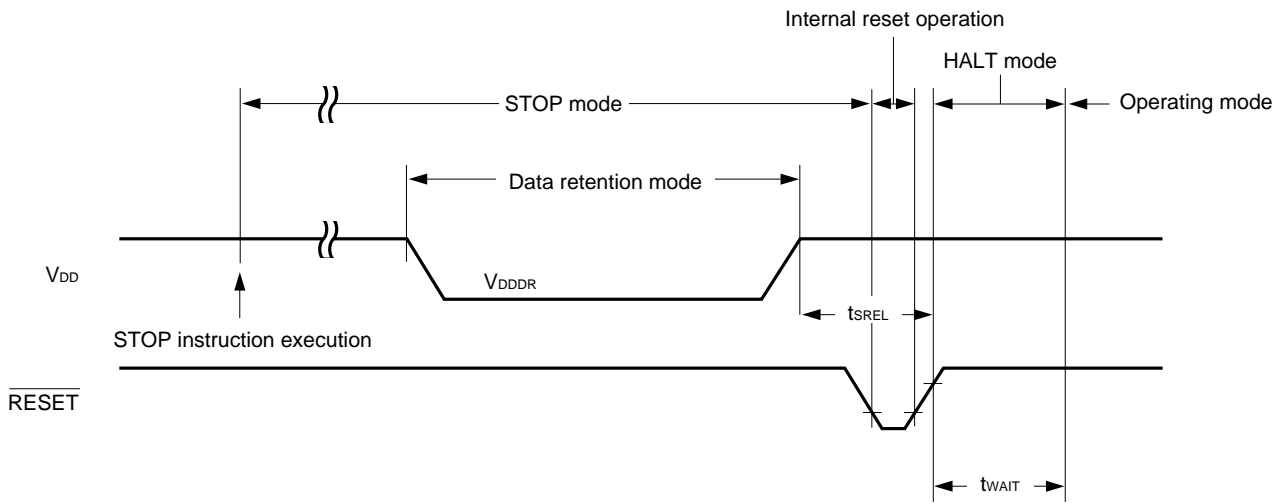 Internal reset operation
HALT mode
STOP mode
Operating mode
Data retention mode
VDD
VDDDR
tSREL
STOP instruction execution
RESET
tWAIT